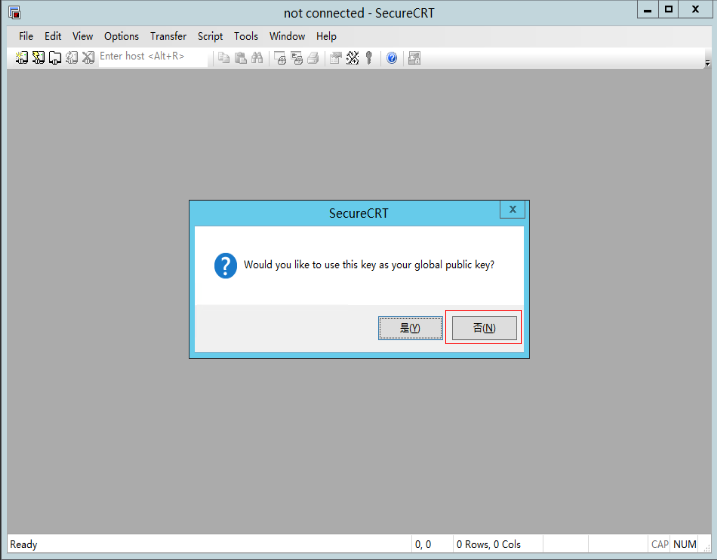 not connected - SecureCRT
File Edit View Options Transfer Script Tools Window Help
Enter host <Alt+R>
SecureCRT
Would you like to use this key as your global public key?
是(Y) 否(N)
Ready 0, 0 0 Rows, 0 Cols CAP NUM